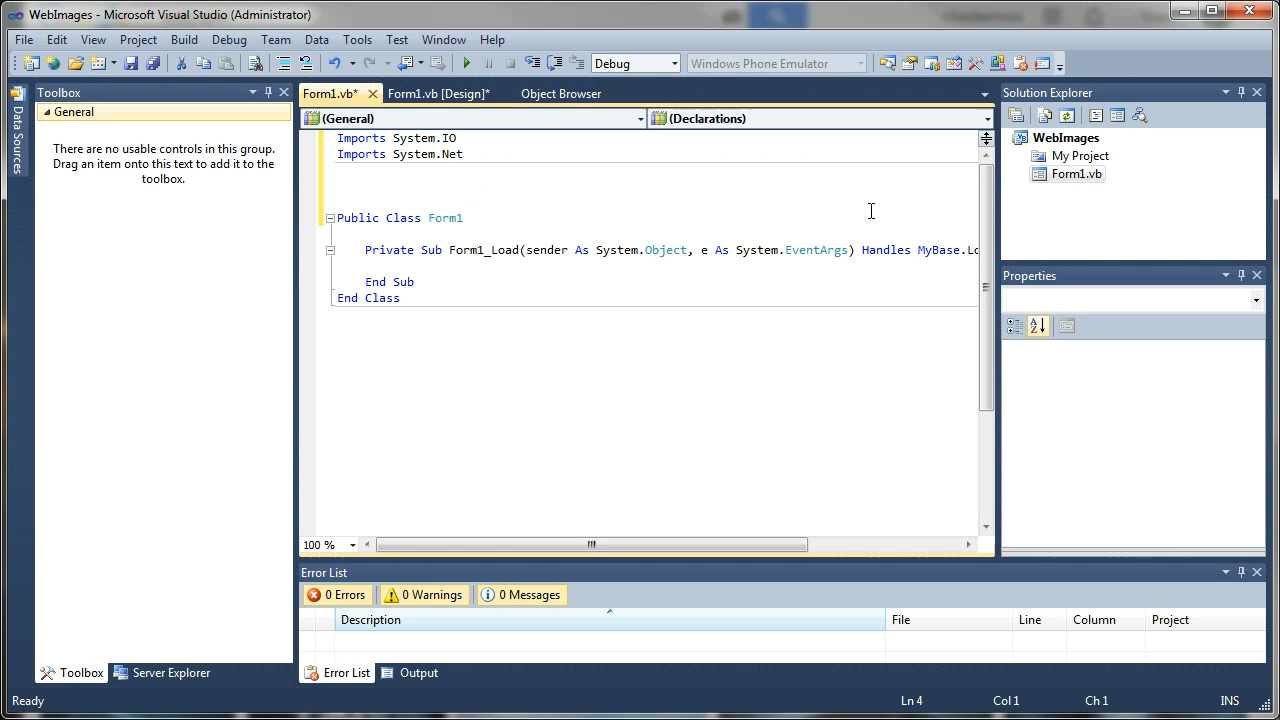 WebImages - Microsoft Visual Studio (Administrator)
File Edit View Project Build Debug Team Data Tools Test Window Help
Debug Windows Phone Emulator
Data Sources
Toolbox
General
There are no usable controls in this group.
Drag an item onto this text to add it to the
toolbox.
Form1.vb* Form1.vb [Design]* Object Browser
(General) (Declarations)
Imports System.IO
Imports System.Net
Public Class Form1
Private Sub Form1_Load(sender As System.Object, e As System.EventArgs) Handles MyBase.Lo
End Sub
End Class
100 %
Solution Explorer
WebImages
My Project
Form1.vb
Properties
Error List
0 Errors 0 Warnings 0 Messages
Description File Line Column Project
Toolbox Server Explorer
Error List Output
Ready Ln 4 Col 1 Ch 1 INS